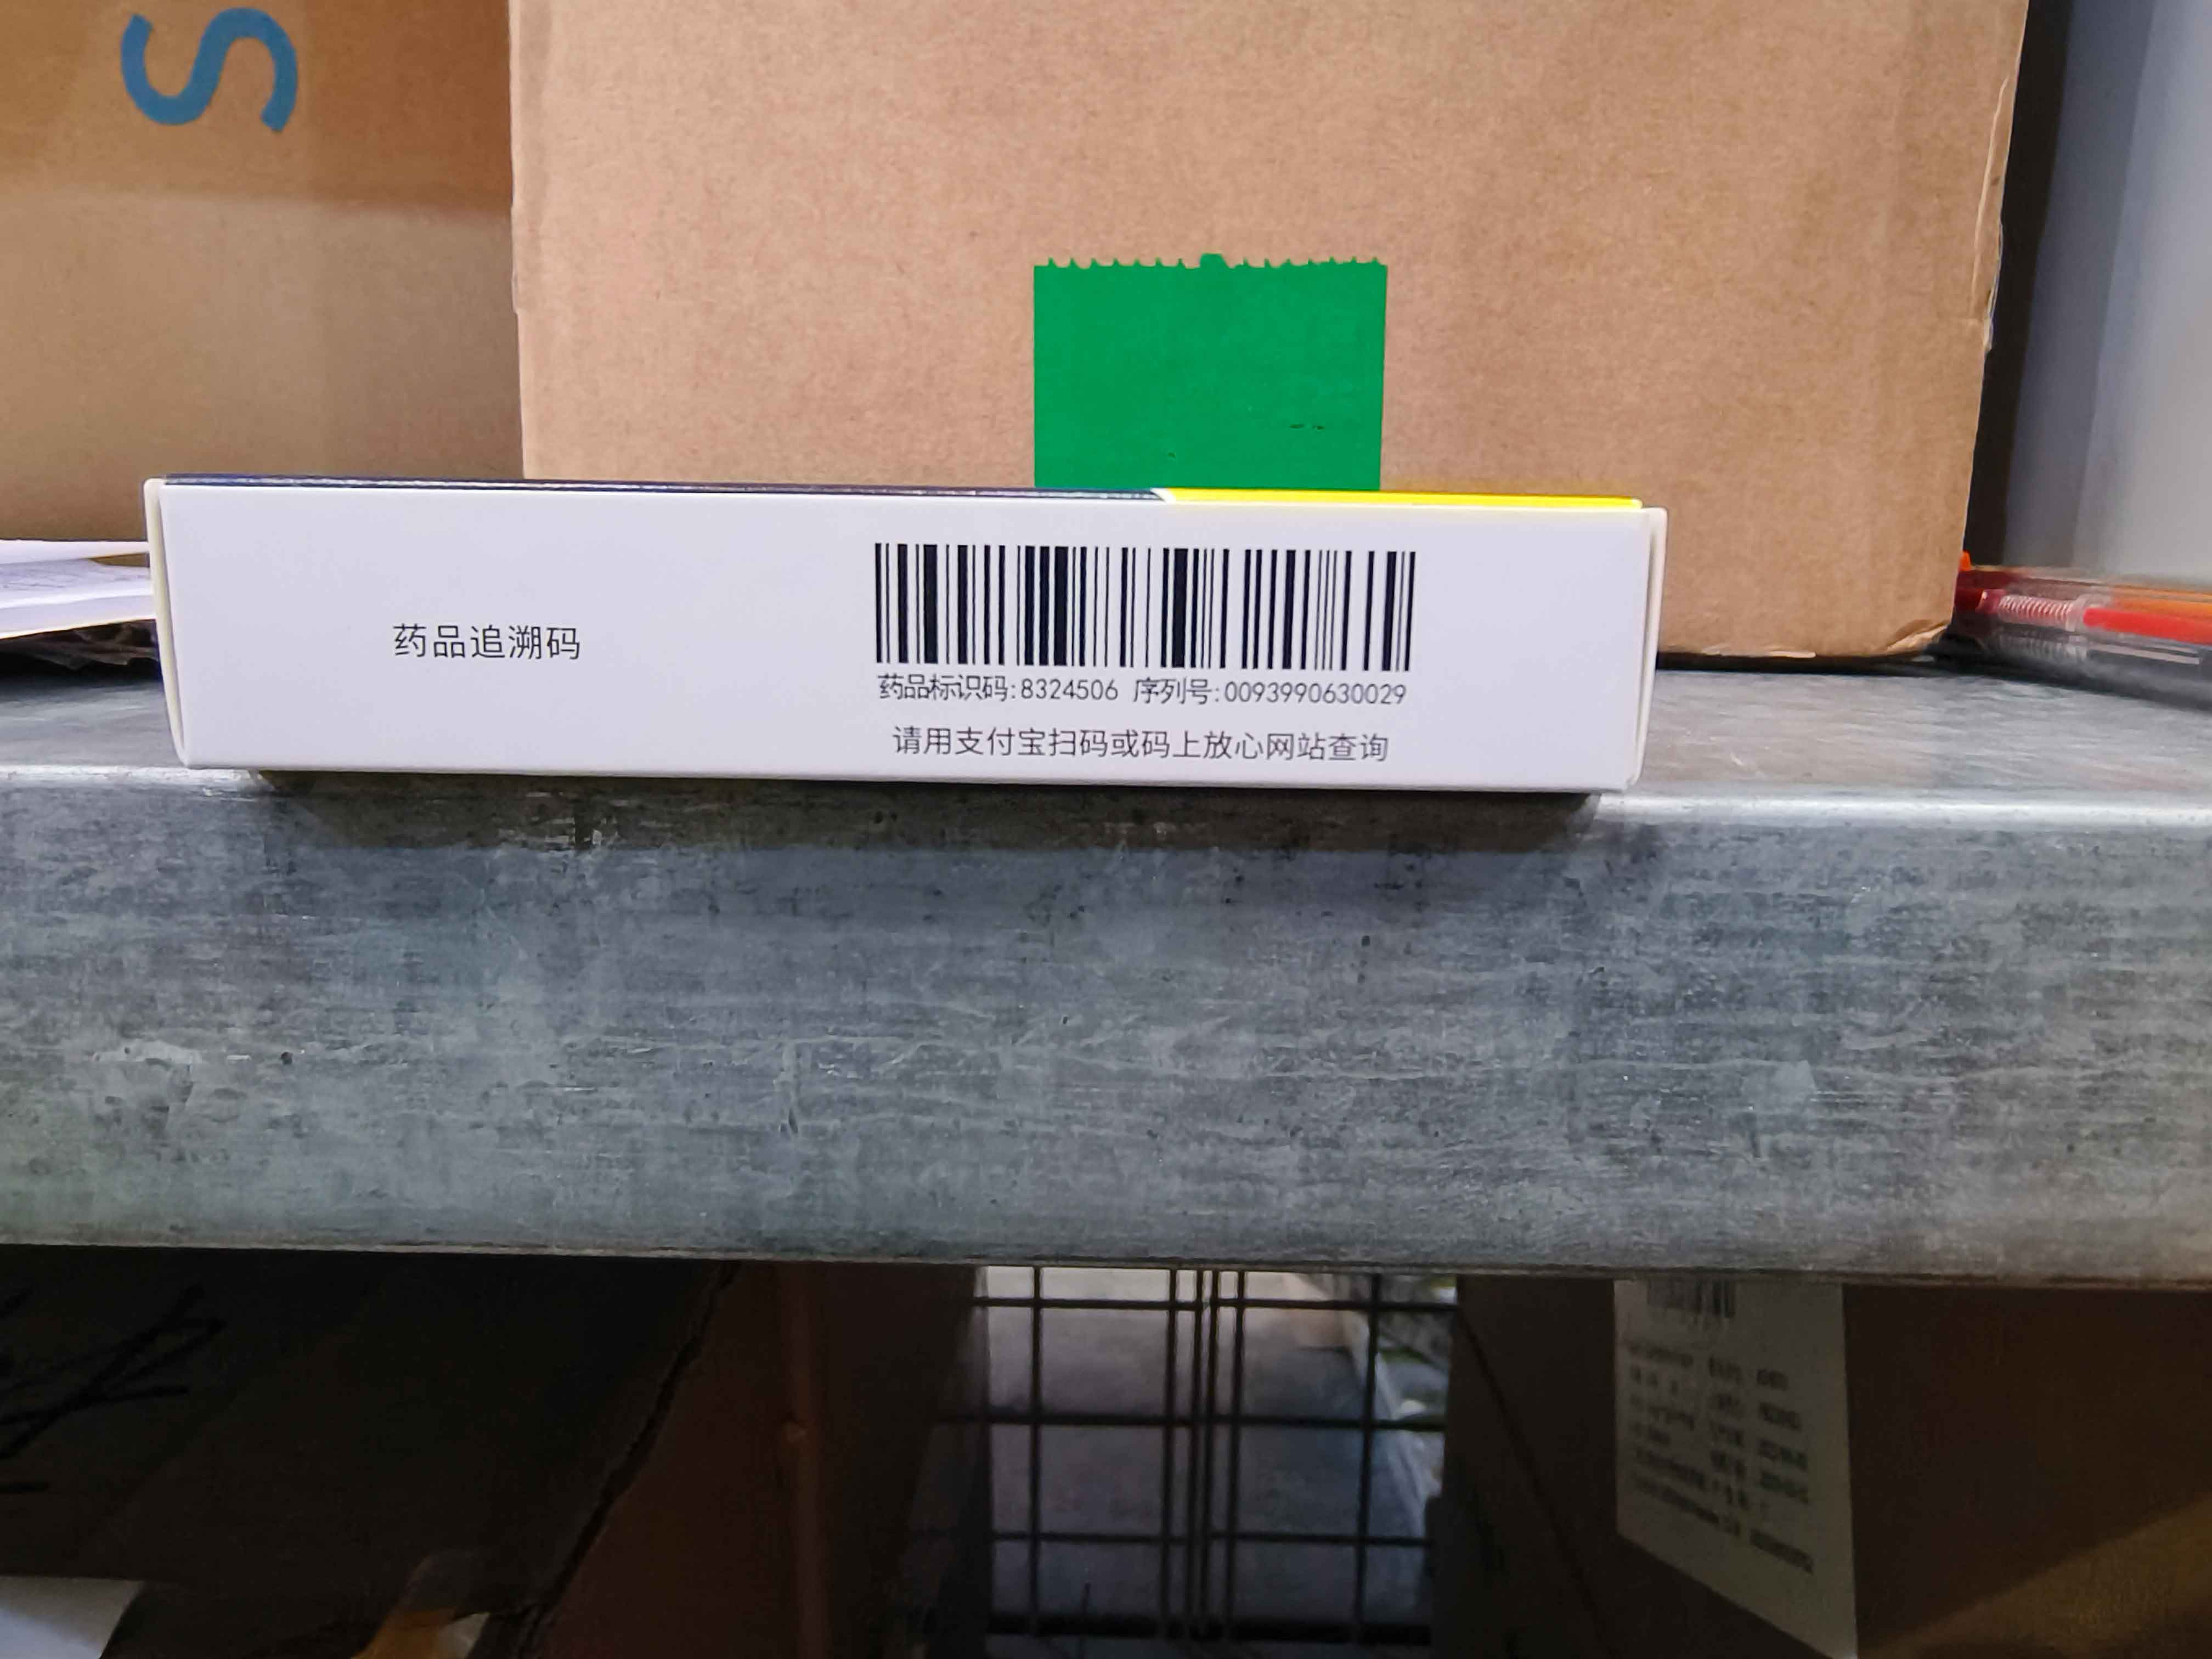 S
药品追溯码
药品标识码:8324506 序列号:0093990630029
请用支付宝扫码或码上放心网站查询